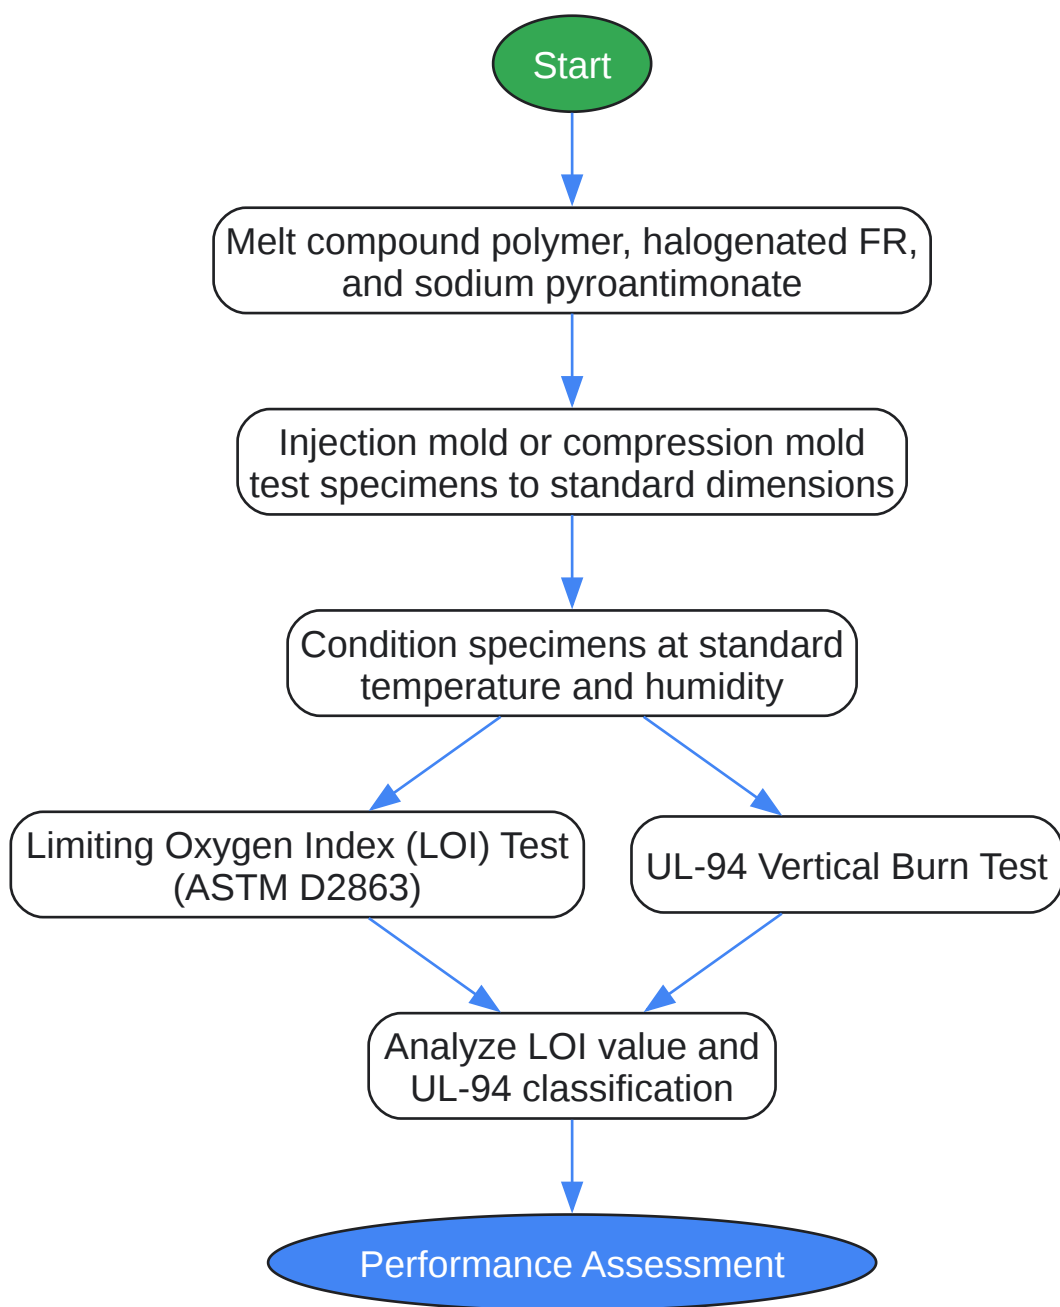 Start
Melt compound polymer, halogenated FR,
and sodium pyroantimonate
Injection mold or compression mold
test specimens to standard dimensions
Condition specimens at standard
temperature and humidity
Limiting Oxygen Index (LOI) Test
(ASTM D2863)
UL-94 Vertical Burn Test
Analyze LOI value and
UL-94 classification
Performance Assessment